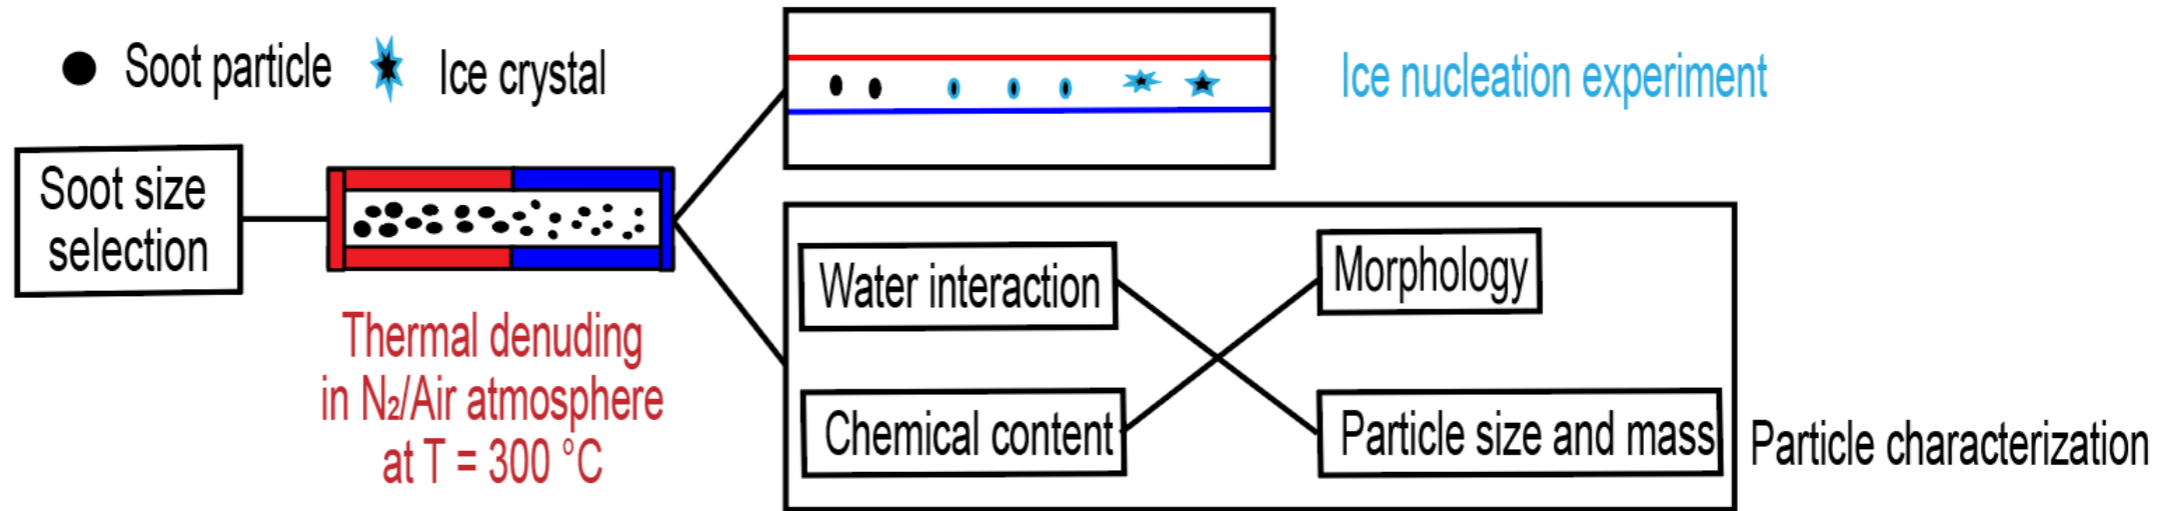 Soot particle
Ice crystal
Ice nucleation experiment
Soot size
selection
Thermal denuding
in N₂/Air atmosphere
at T = 300 °C
Water interaction
Morphology
Chemical content
Particle size and mass
Particle characterization